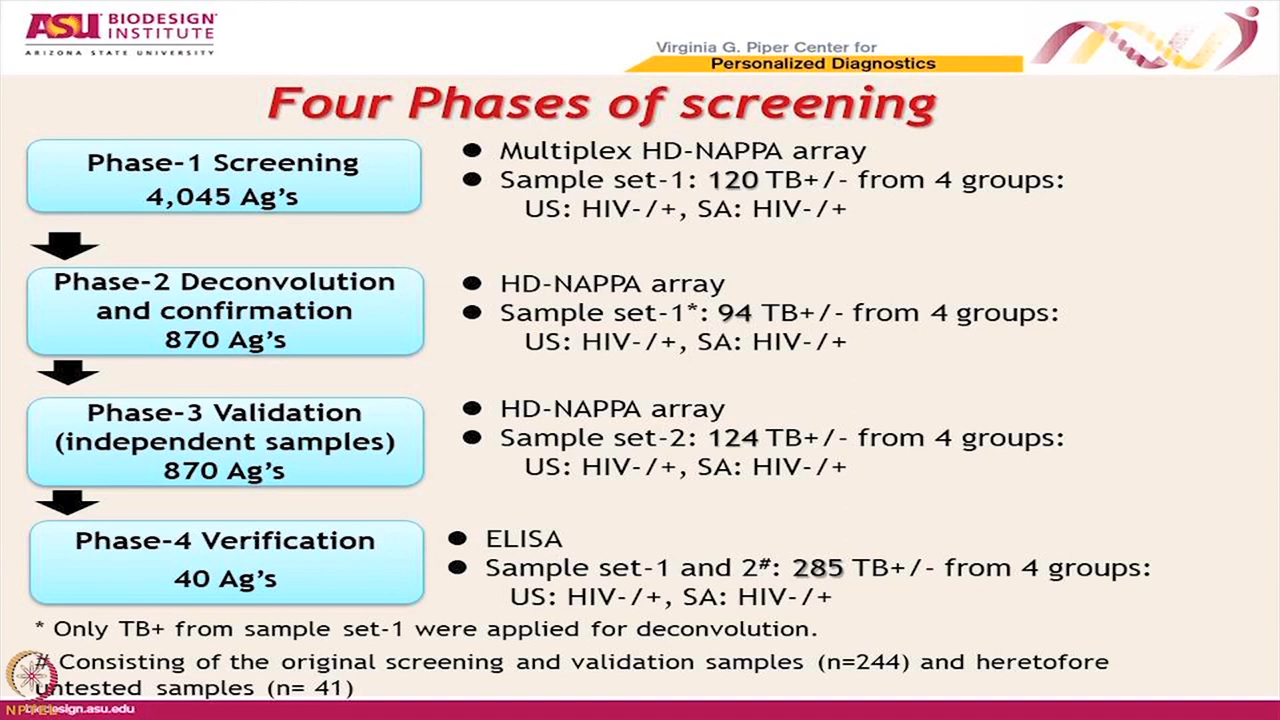 ASU BIODESIGN
INSTITUTE
ARIZONA STATE UNIVERSITY
Virginia G. Piper Center for
Personalized Diagnostics
Four Phases of screening
Phase-1 Screening
4,045 Ag's
● Multiplex HD-NAPPA array
● Sample set-1: 120 TB+/- from 4 groups:
US: HIV-/+, SA: HIV-/+
Phase-2 Deconvolution
and confirmation
870 Ag's
● HD-NAPPA array
● Sample set-1*: 94 TB+/- from 4 groups:
US: HIV-/+, SA: HIV-/+
Phase-3 Validation
(independent samples)
870 Ag's
● HD-NAPPA array
● Sample set-2: 124 TB+/- from 4 groups:
US: HIV-/+, SA: HIV-/+
Phase-4 Verification
40 Ag's
● ELISA
● Sample set-1 and 2#: 285 TB+/- from 4 groups:
US: HIV-/+, SA: HIV-/+
* Only TB+ from sample set-1 were applied for deconvolution.
# Consisting of the original screening and validation samples (n=244) and heretofore
untested samples (n= 41)
NPTEL
biodesign.asu.edu